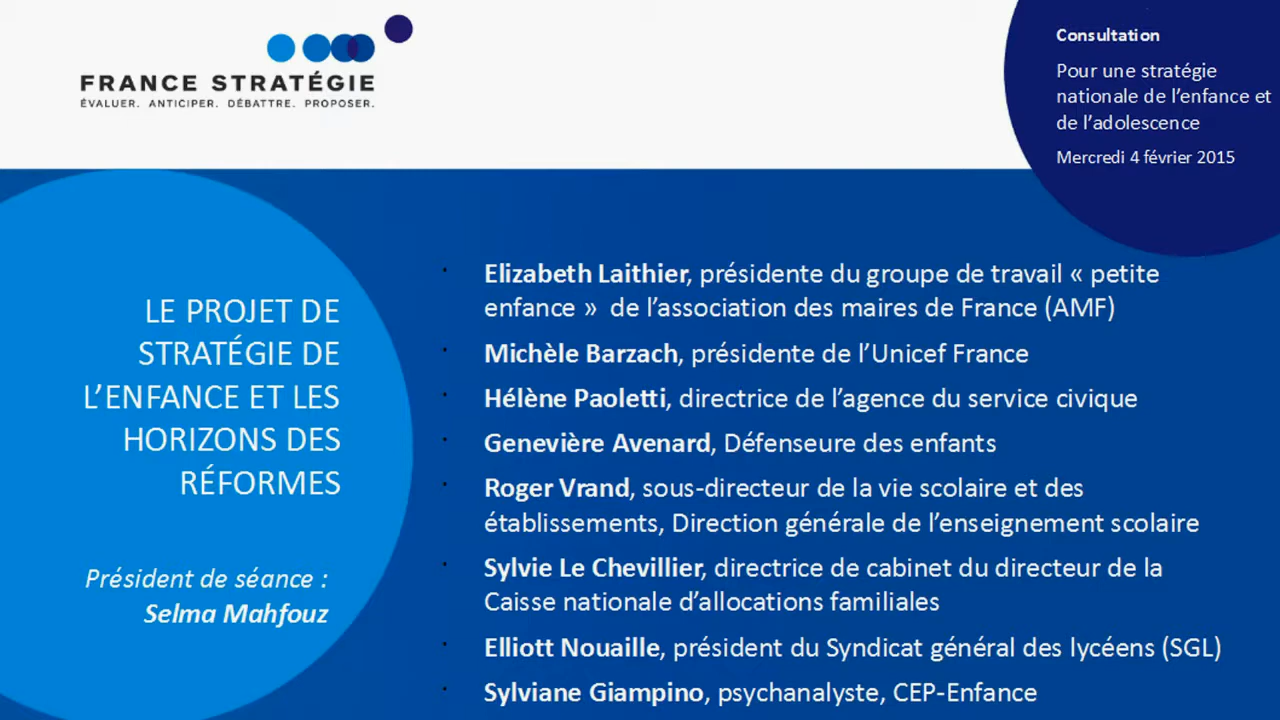 FRANCE STRATÉGIE
ÉVALUER. ANTICIPER. DÉBATTRE. PROPOSER.
Consultation
Pour une stratégie
nationale de l'enfance et
de l'adolescence
Mercredi 4 février 2015
LE PROJET DE
STRATÉGIE DE
L'ENFANCE ET LES
HORIZONS DES
RÉFORMES
Président de séance :
Selma Mahfouz
Elizabeth Laithier, présidente du groupe de travail « petite
enfance » de l'association des maires de France (AMF)
Michèle Barzach, présidente de l'Unicef France
Hélène Paoletti, directrice de l'agence du service civique
Geneviève Avenard, Défenseure des enfants
Roger Vrand, sous-directeur de la vie scolaire et des
établissements, Direction générale de l'enseignement scolaire
Sylvie Le Chevillier, directrice de cabinet du directeur de la
Caisse nationale d'allocations familiales
Elliott Nouaille, président du Syndicat général des lycéens (SGL)
Sylviane Giampino, psychanalyste, CEP-Enfance